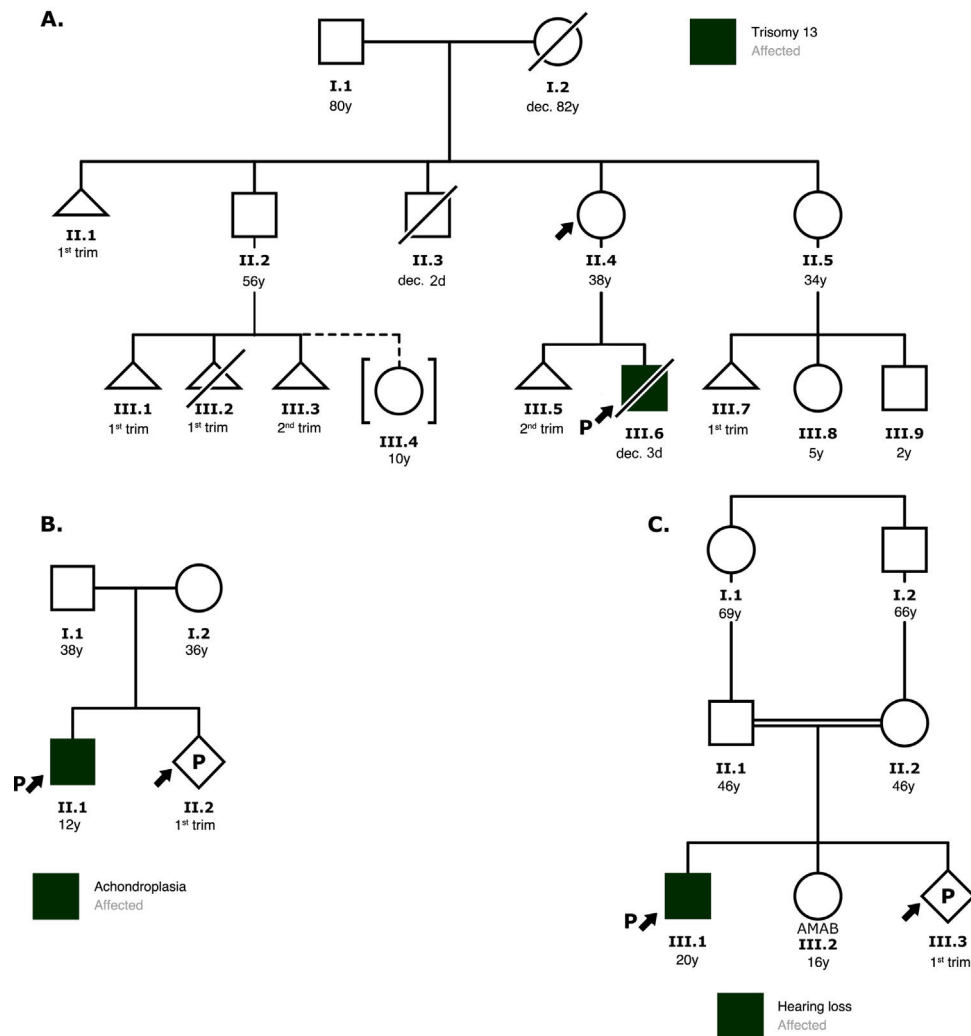 A.
Trisomy 13
Affected
I.1
80y
I.2
dec. 82y
II.1
1st trim
II.2
56y
II.3
dec. 2d
II.4
38y
II.5
34y
III.1
1st trim
III.2
1st trim
III.3
2nd trim
III.4
10y
III.5
2nd trim
P
III.6
dec. 3d
III.7
1st trim
III.8
5y
III.9
2y
B.
I.1
38y
I.2
36y
P
II.1
12y
P
II.2
1st trim
Achondroplasia
Affected
C.
I.1
69y
I.2
66y
II.1
46y
II.2
46y
P
III.1
20y
AMAB
III.2
16y
P
III.3
1st trim
Hearing loss
Affected